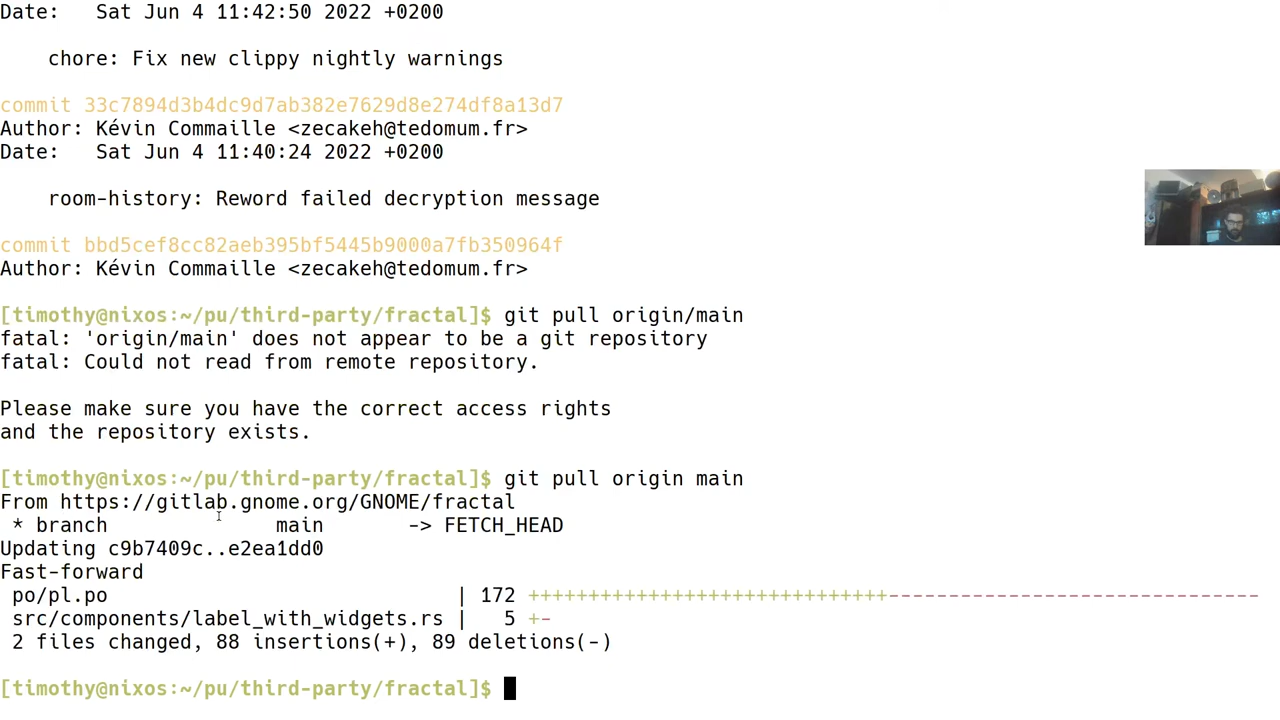 Date:   Sat Jun 4 11:42:50 2022 +0200
    chore: Fix new clippy nightly warnings
commit 33c7894d3b4dc9d7ab382e7629d8e274df8a13d7
Author: Kévin Commaille <zecakeh@tedomum.fr>
Date:   Sat Jun 4 11:40:24 2022 +0200
    room-history: Reword failed decryption message
commit bbd5cef8cc82aeb395bf5445b9000a7fb350964f
Author: Kévin Commaille <zecakeh@tedomum.fr>
[timothy@nixos:~/pu/third-party/fractal]$ git pull origin/main
fatal: 'origin/main' does not appear to be a git repository
fatal: Could not read from remote repository.
Please make sure you have the correct access rights
and the repository exists.
[timothy@nixos:~/pu/third-party/fractal]$ git pull origin main
From https://gitlab.gnome.org/GNOME/fractal
 * branch              main       -> FETCH_HEAD
Updating c9b7409c..e2ea1dd0
Fast-forward
 po/pl.po                             | 172 ++++++++++++++++++++++++++++++-------------------------------
 src/components/label_with_widgets.rs |   5 +-
 2 files changed, 88 insertions(+), 89 deletions(-)
[timothy@nixos:~/pu/third-party/fractal]$